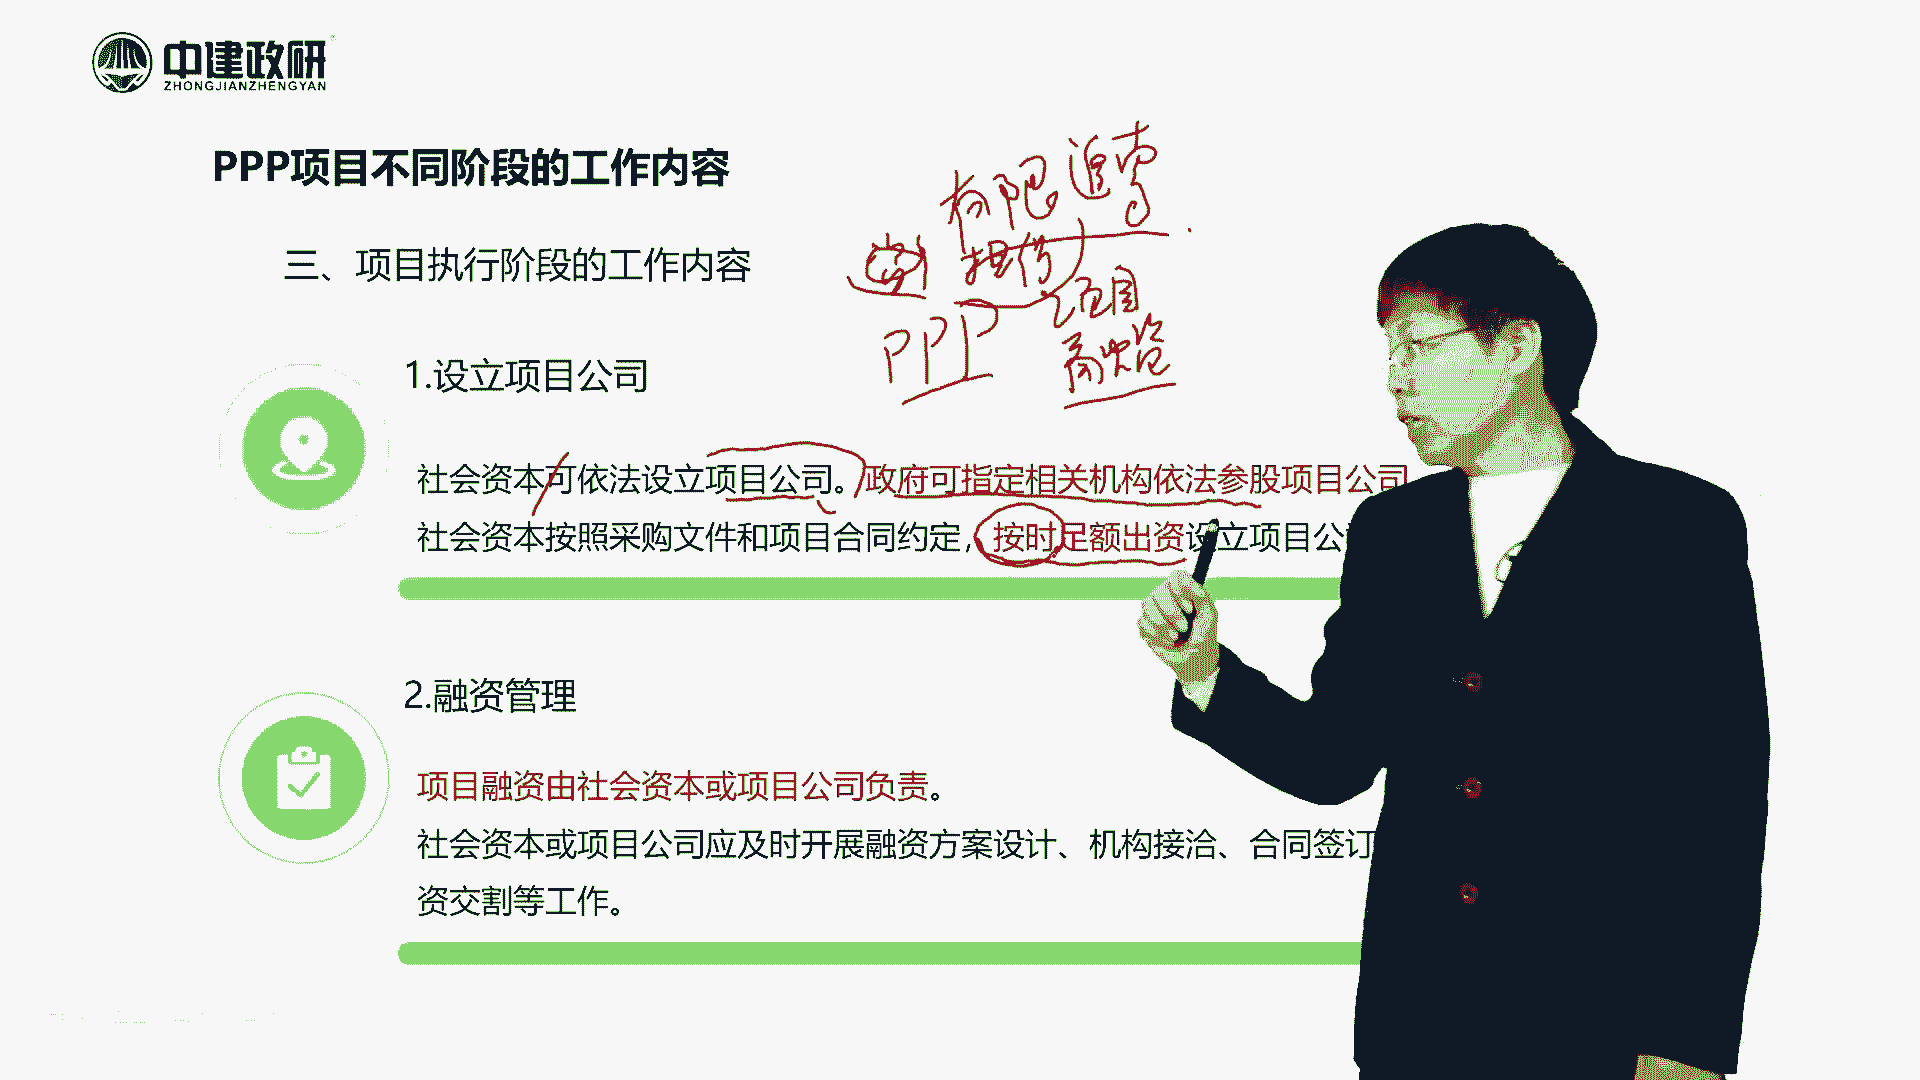 中建政研
ZHONGJIANZHENGYAN
PPP项目不同阶段的工作内容
三、项目执行阶段的工作内容
有限追索
担保
项目
PPP
融资
1.设立项目公司
社会资本可依法设立项目公司。政府可指定相关机构依法参股项目公司
社会资本按照采购文件和项目合同约定,按时足额出资设立项目公
2.融资管理
项目融资由社会资本或项目公司负责。
社会资本或项目公司应及时开展融资方案设计、机构接洽、合同签订
资交割等工作。